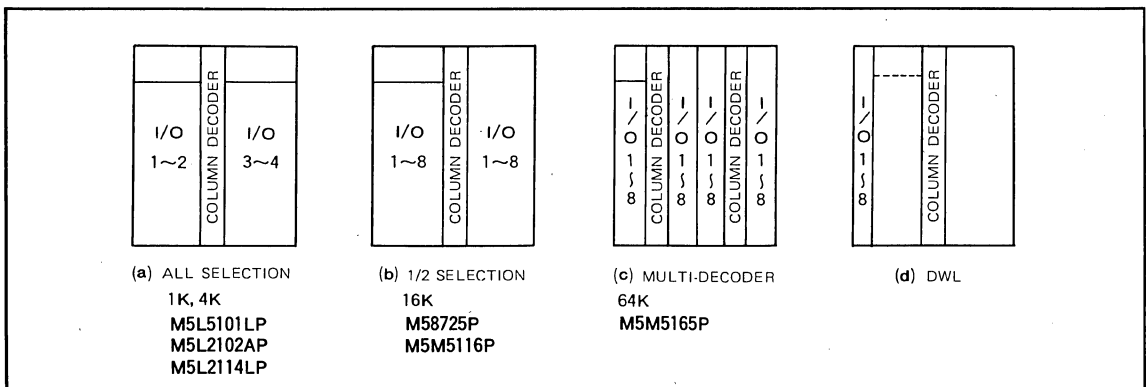 I/O
1~2
COLUMN DECODER
I/O
3~4
(a) ALL SELECTION
1K, 4K
M5L5101LP
M5L2102AP
M5L2114LP
I/O
1~8
COLUMN DECODER
I/O
1~8
(b) 1/2 SELECTION
16K
M58725P
M5M5116P
I/O 1~8
COLUMN DECODER
I/O 1~8
I/O 1~8
COLUMN DECODER
I/O 1~8
(c) MULTI-DECODER
64K
M5M5165P
I/O 1~8
COLUMN DECODER
(d) DWL